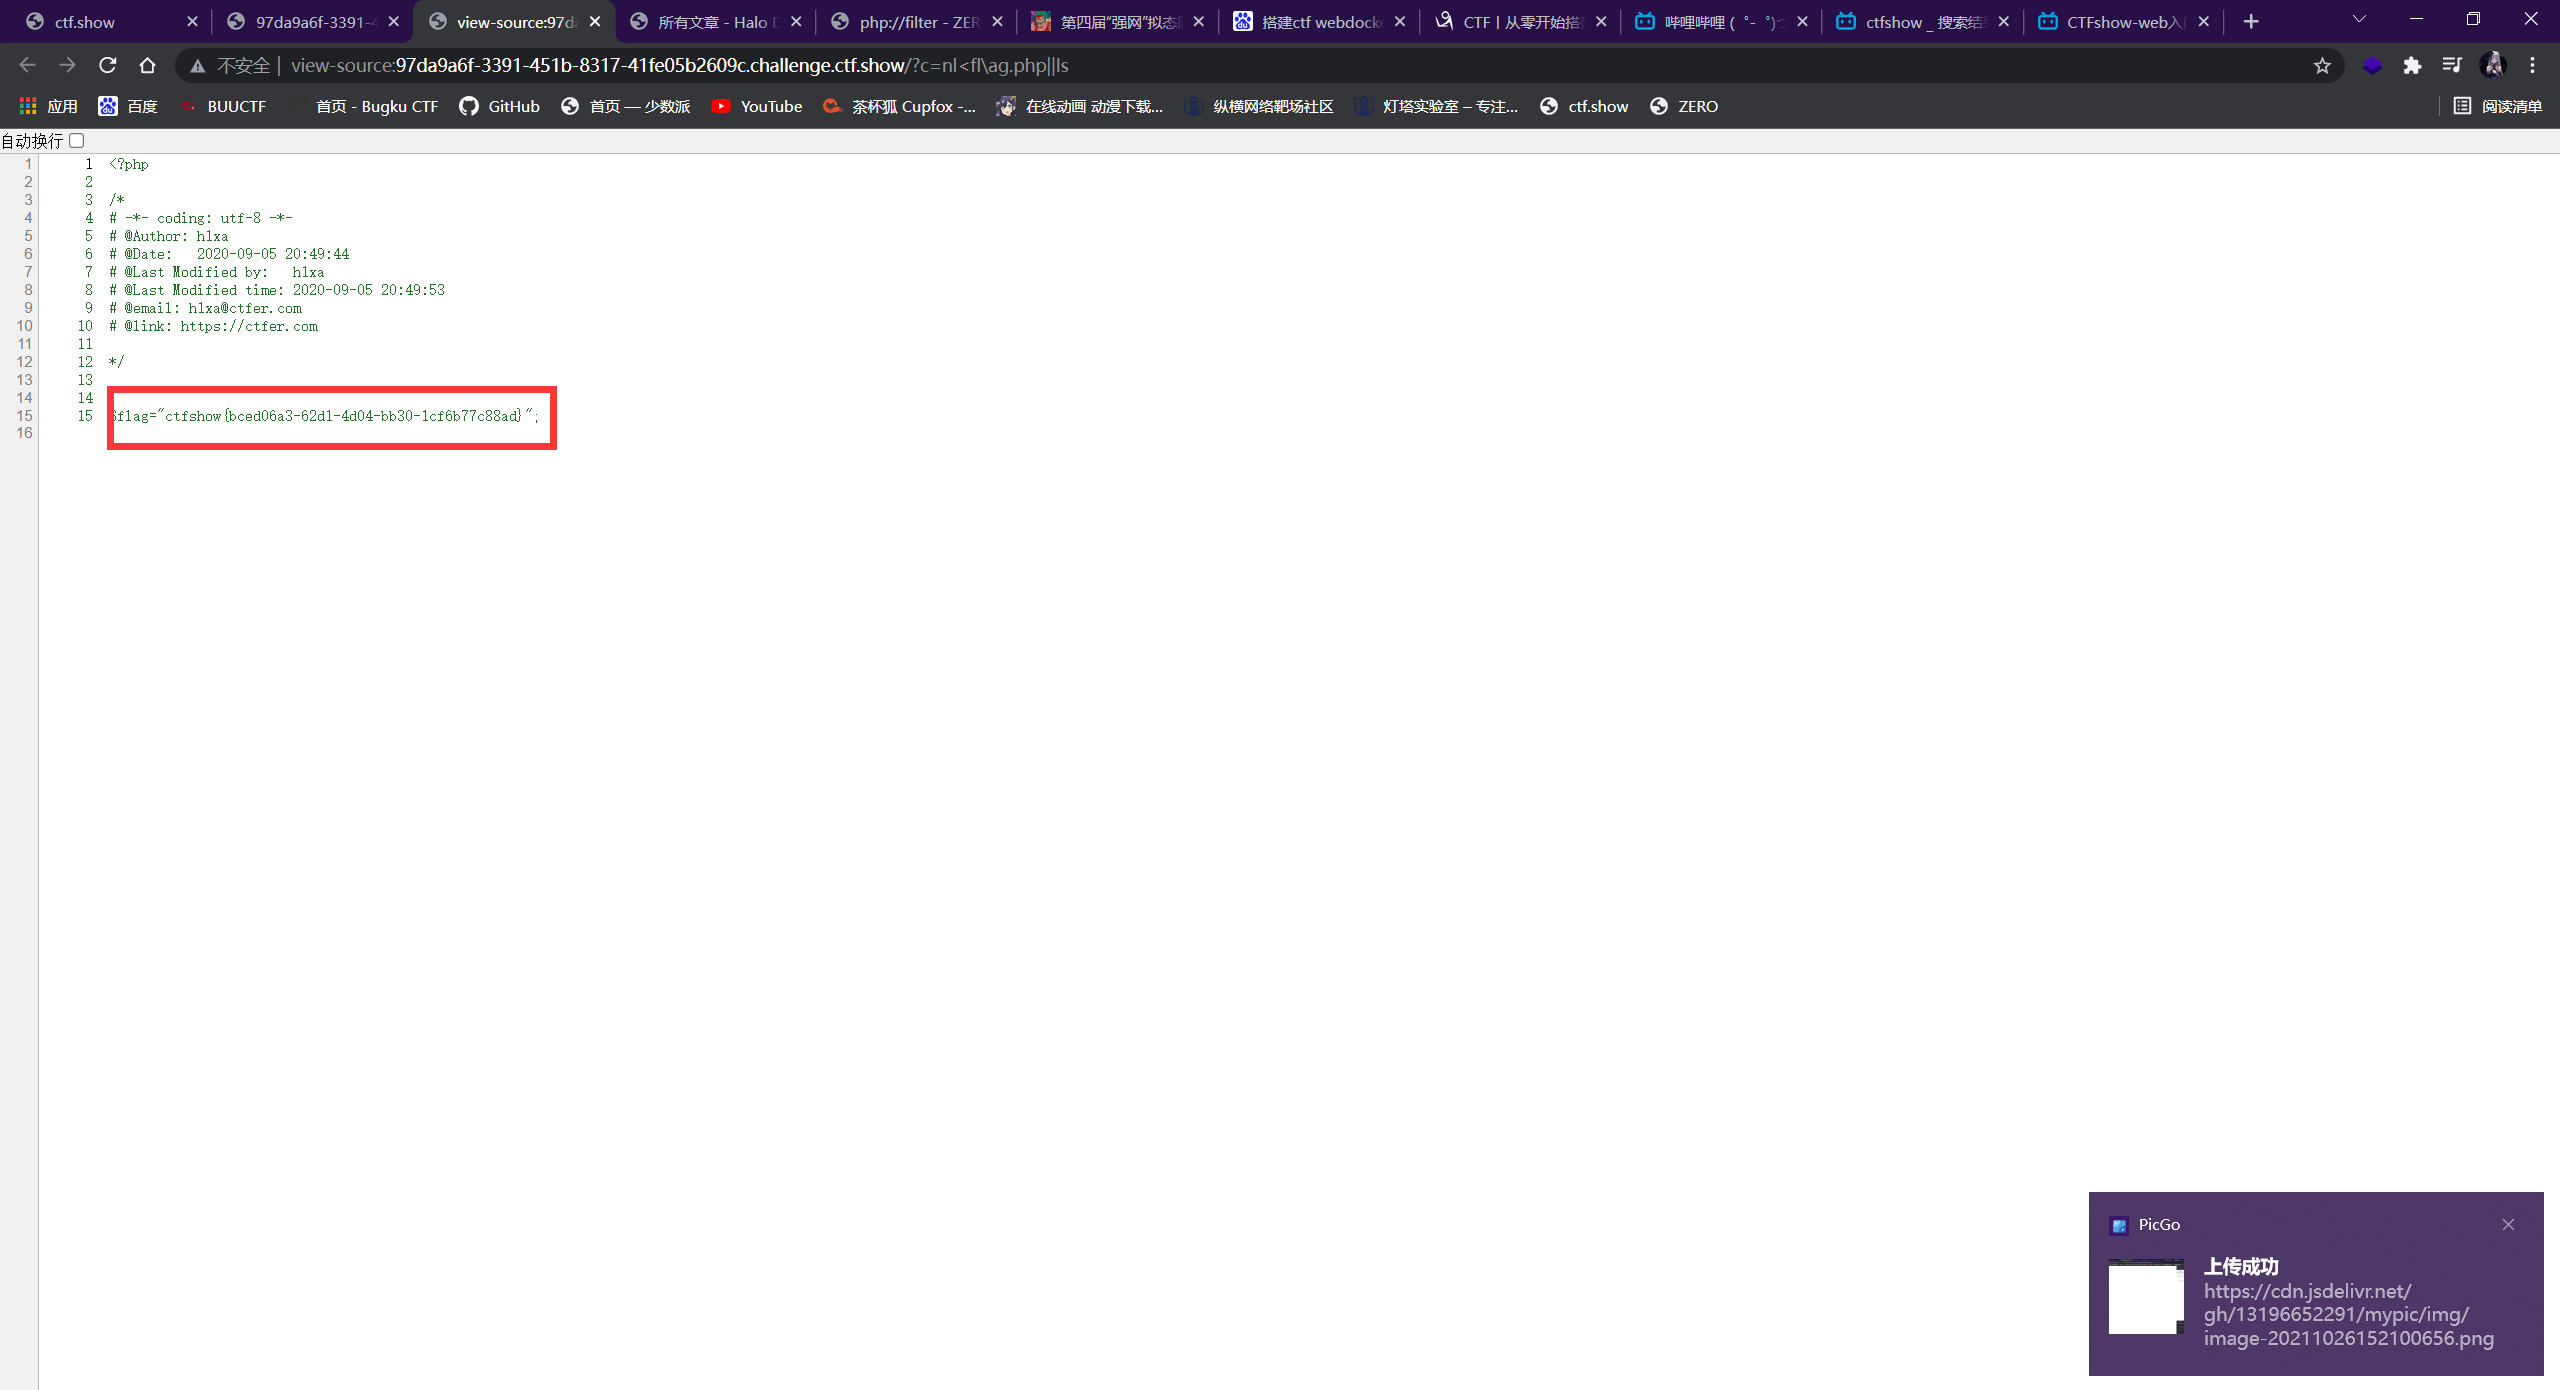 ctf.show
97da9a6f-3391-4
view-source:97da
所有文章 - Halo D
php://filter - ZER
第四届“强网”拟态
搭建ctf webdock
CTF丨从零开始搭
哔哩哔哩 ( ゜- ゜)つ
ctfshow _ 搜索结
CTFshow-web入
不安全 | view-source:97da9a6f-3391-451b-8317-41fe05b2609c.challenge.ctf.show/?c=nl<fl\ag.php||ls
应用
百度
BUUCTF
首页 - Bugku CTF
GitHub
首页 — 少数派
YouTube
茶杯狐 Cupfox -...
在线动画 动漫下载...
纵横网络靶场社区
灯塔实验室 – 专注...
ctf.show
ZERO
阅读清单
自动换行
1 1 <?php
2 2
3 3 /*
4 4 # -*- coding: utf-8 -*-
5 5 # @Author: h1xa
6 6 # @Date:   2020-09-05 20:49:44
7 7 # @Last Modified by:   h1xa
8 8 # @Last Modified time: 2020-09-05 20:49:53
9 9 # @email: h1xa@ctfer.com
10 10 # @link: https://ctfer.com
11 11
12 12 */
13 13
14 14
15 15 $flag="ctfshow{bced06a3-62d1-4d04-bb30-1cf6b77c88ad}";
16
PicGo
上传成功
https://cdn.jsdelivr.net/
gh/13196652291/mypic/img/
image-20211026152100656.png